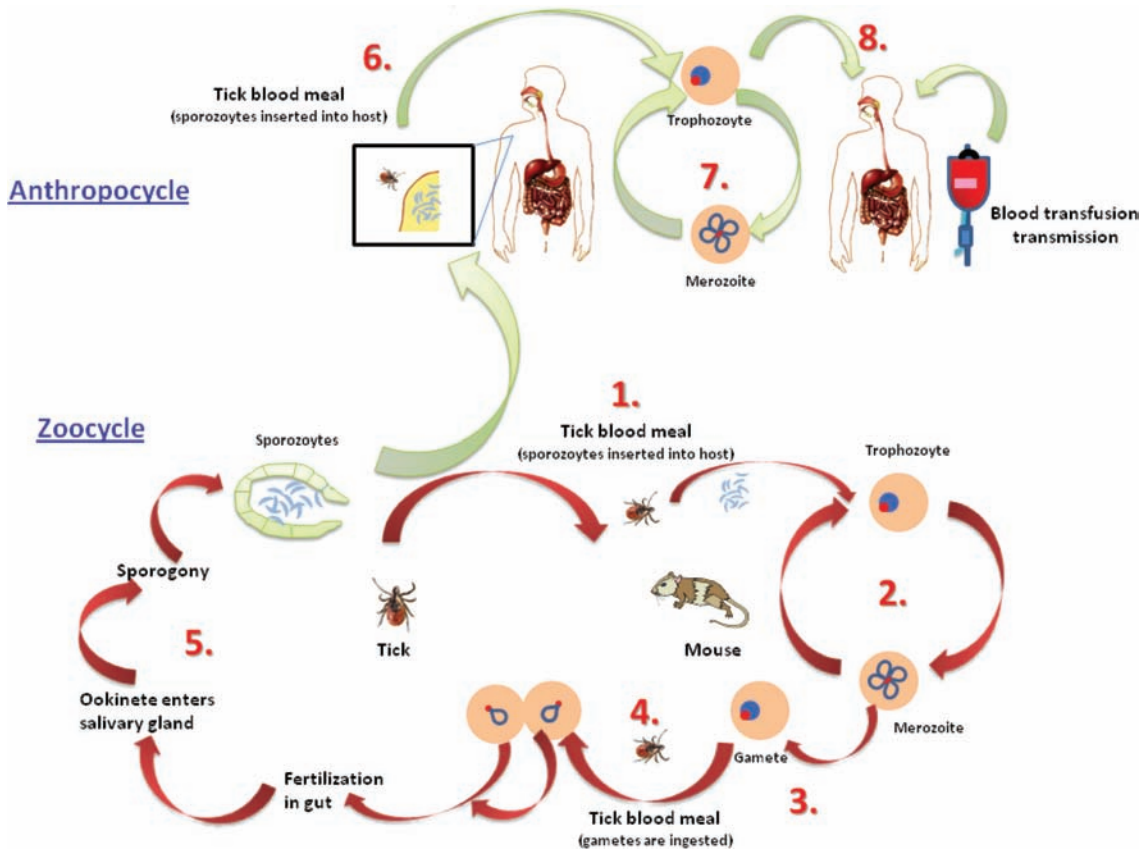 6.
8.
Tick blood meal
(sporozoytes inserted into host)
Trophozoyte
Anthropocycle
7.
Blood transfusion
transmission
Merozoite
1.
Zoocycle
Tick blood meal
(sporozoytes inserted into host)
Sporozoytes
Trophozoyte
Sporogony
2.
5.
Tick
Mouse
Ookinete enters
salivary gland
4.
Merozoite
Gamete
3.
Fertilization
in gut
Tick blood meal
(gametes are ingested)